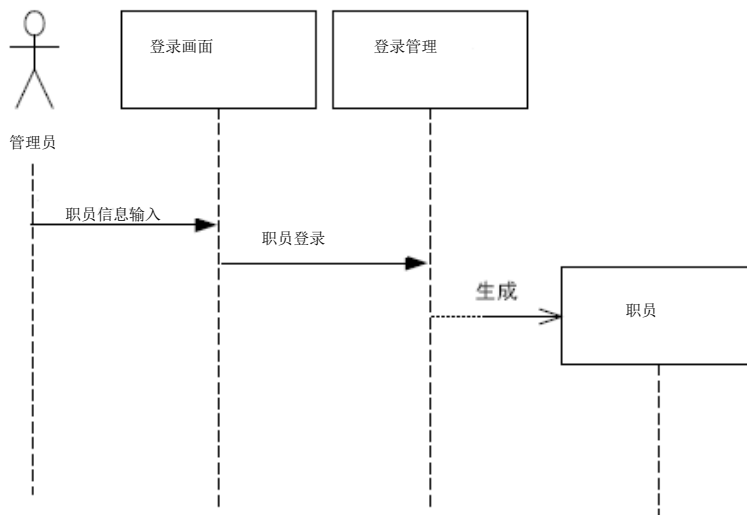 登录画面
登录管理
管理员
职员信息输入
职员登录
生成
职员